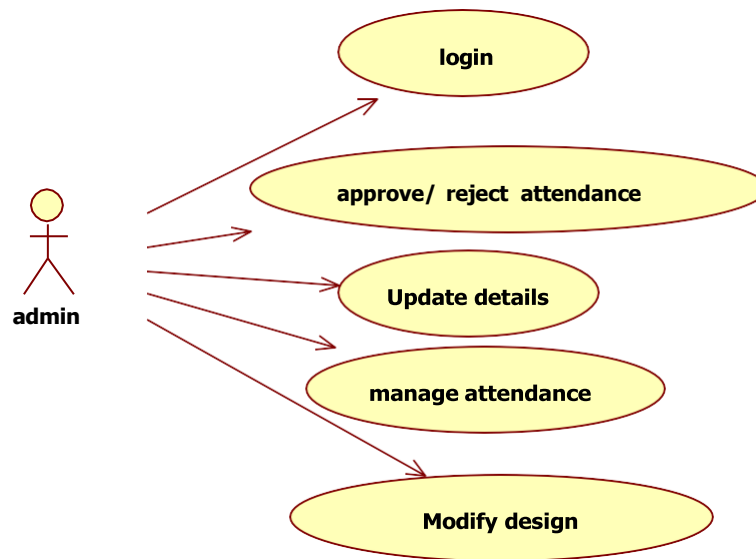 login
approve/ reject attendance
Update details
admin
manage attendance
Modify design